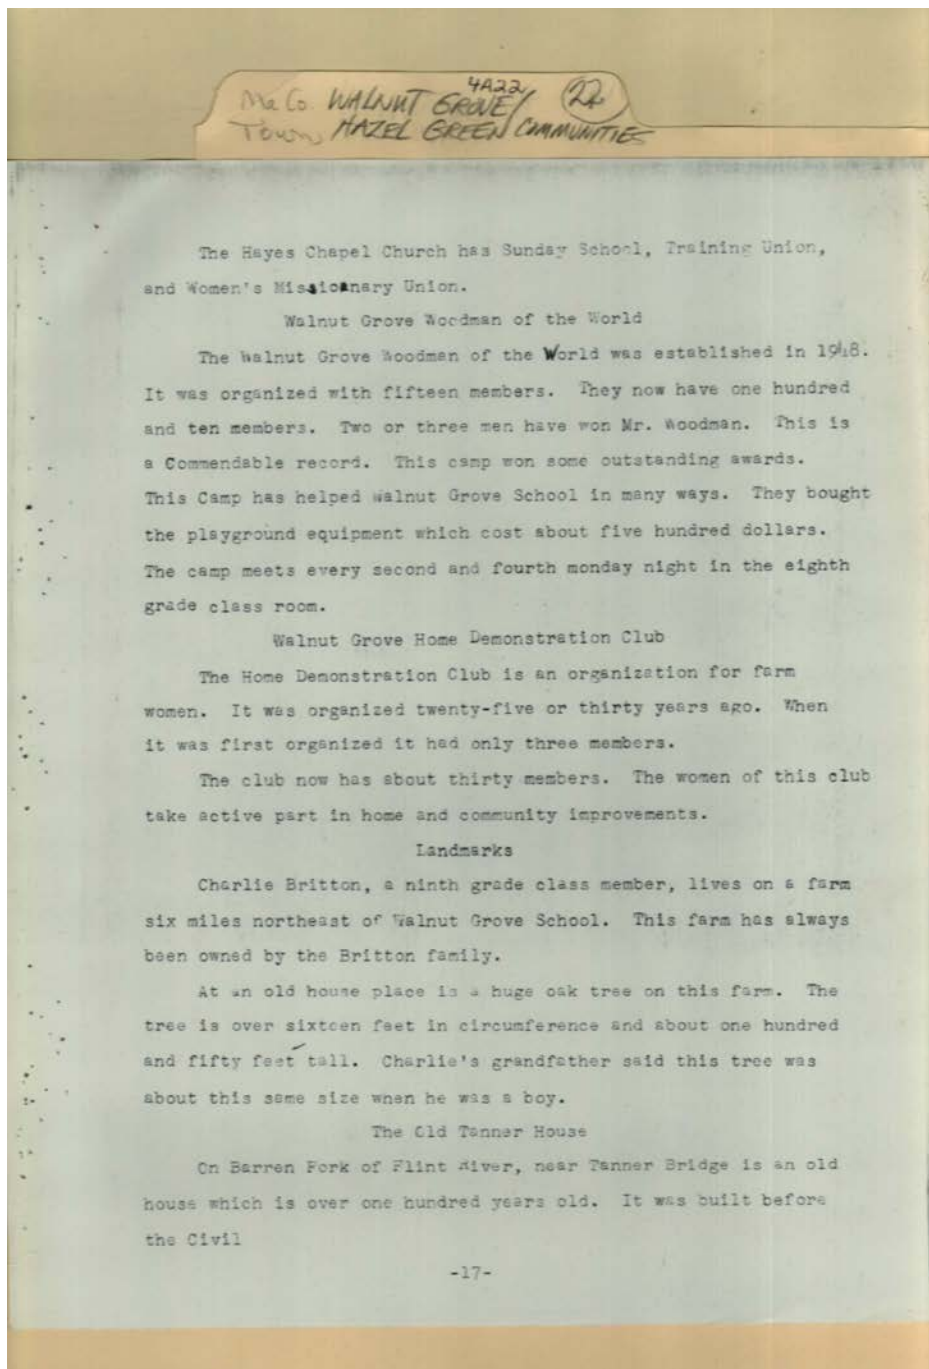 4A22
Ma Co. WALNUT GROVE/ 22
Town HAZEL GREEN COMMUNITIES
The Hayes Chapel Church has Sunday School, Training Union,
and Women's Missionary Union.
Walnut Grove Woodman of the World
The Walnut Grove Woodmen of the World was established in 1948.
It was organized with fifteen members. They now have one hundred
and ten members. Two or three men have won Mr. Woodman. This is
a Commendable record. This camp won some outstanding awards.
This Camp has helped Walnut Grove School in many ways. They bought
the playground equipment which cost about five hundred dollars.
The camp meets every second and fourth monday night in the eighth
grade class room.
Walnut Grove Home Demonstration Club
The Home Demonstration Club is an organization for farm
women. It was organized twenty-five or thirty years ago. When
it was first organized it had only three members.
The club now has about thirty members. The women of this club
take active part in home and community improvements.
Landmarks
Charlie Britton, a ninth grade class member, lives on a farm
six miles northeast of Walnut Grove School. This farm has always
been owned by the Britton family.
At an old house place is a huge oak tree on this farm. The
tree is over sixteen feet in circumference and about one hundred
and fifty feet tall. Charlie's grandfather said this tree was
about this same size when he was a boy.
The Old Tanner House
On Barren Fork of Flint River, near Tanner Bridge is an old
house which is over one hundred years old. It was built before
the Civil
-17-